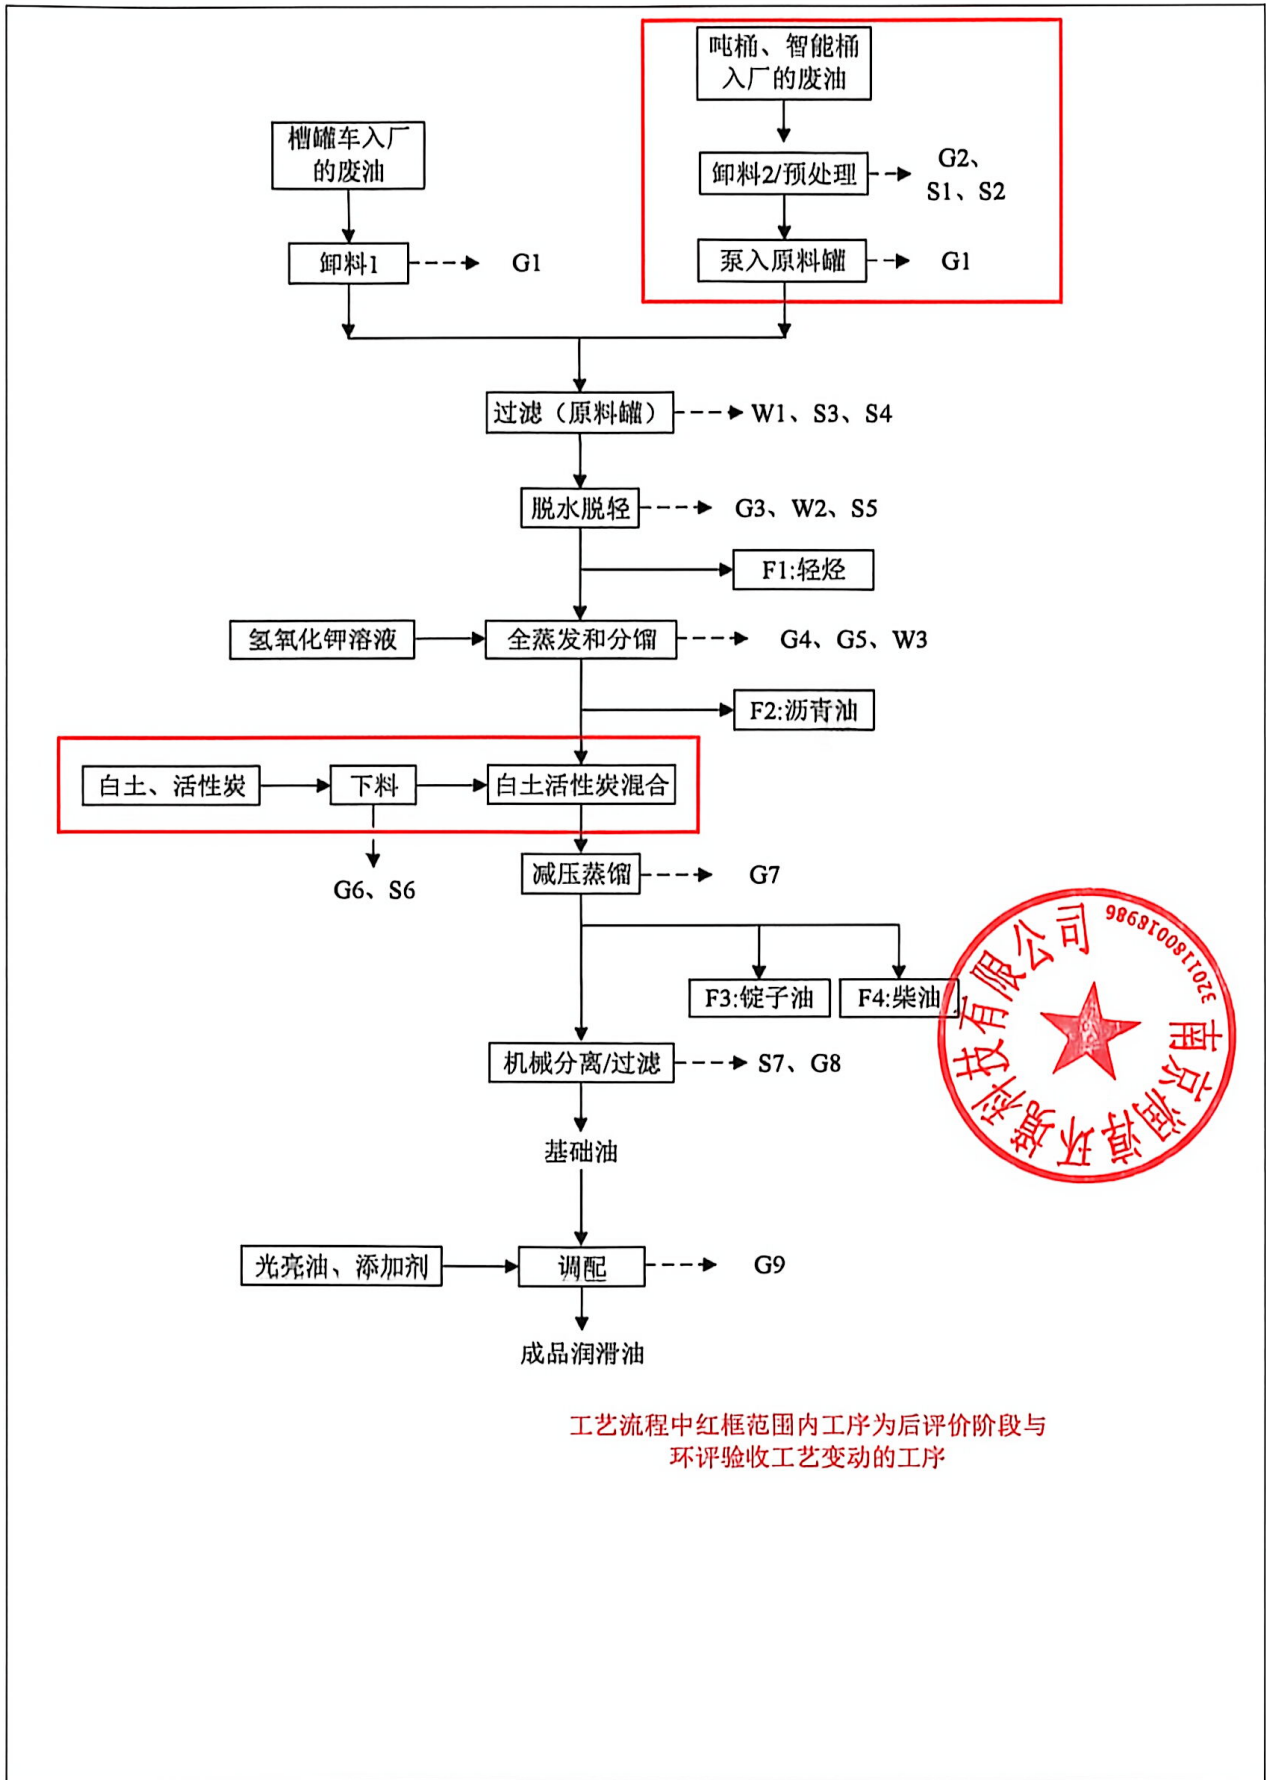 吨桶、智能桶
入厂的废油
槽罐车入厂
的废油
卸料2/预处理
G2、
S1、S2
卸料1
G1
泵入原料罐
G1
过滤（原料罐）
W1、S3、S4
脱水脱轻
G3、W2、S5
F1:轻烃
氢氧化钾溶液
全蒸发和分馏
G4、G5、W3
F2:沥青油
白土、活性炭
下料
白土活性炭混合
G6、S6
减压蒸馏
G7
F3:锭子油
F4:柴油
机械分离/过滤
S7、G8
基础油
光亮油、添加剂
调配
G9
成品润滑油
南京润淳环境科技有限公司
3201180018986
工艺流程中红框范围内工序为后评价阶段与
环评验收工艺变动的工序